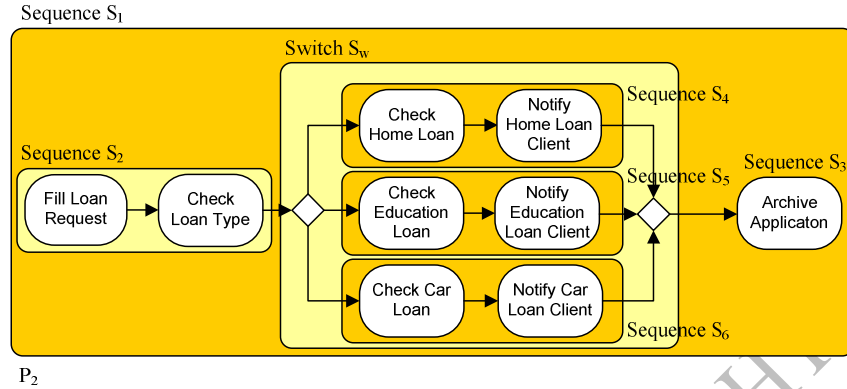 Sequence S1
Switch Sw
Sequence S4
Check
Home Loan
Notify
Home Loan
Client
Sequence S2
Fill Loan
Request
Check
Loan Type
Sequence S5
Check
Education
Loan
Notify
Education
Loan Client
Sequence S3
Archive
Applicaton
Check Car
Loan
Notify Car
Loan Client
Sequence S6
P2